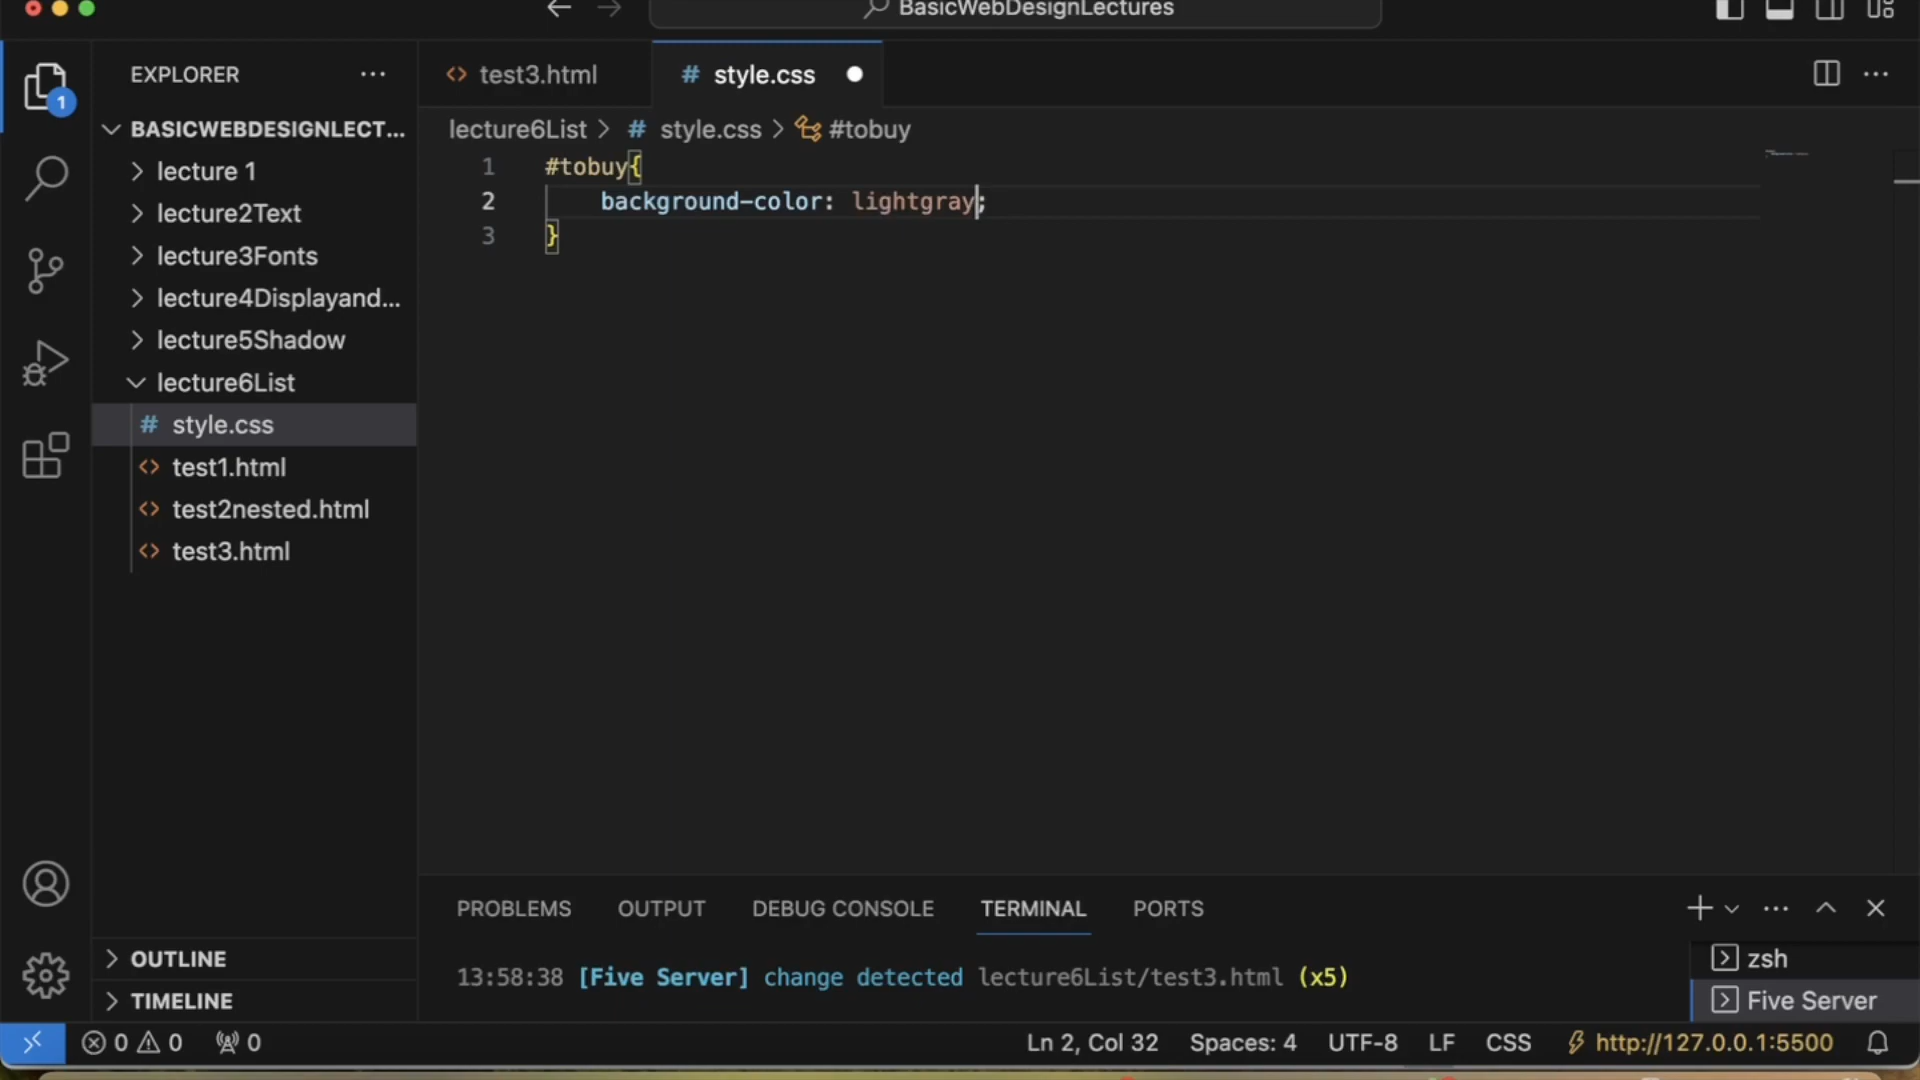 BasicWebDesignLectures
EXPLORER
test3.html
# style.css
1
BASICWEBDESIGNLECT...
lecture6List > # style.css > #tobuy
lecture 1
lecture2Text
lecture3Fonts
lecture4Displayand...
lecture5Shadow
lecture6List
# style.css
test1.html
test2nested.html
test3.html
1 #tobuy{
2 background-color: lightgray;
3 }
OUTLINE
TIMELINE
PROBLEMS OUTPUT DEBUG CONSOLE TERMINAL PORTS
13:58:38 [Five Server] change detected lecture6List/test3.html (x5)
zsh
Five Server
0 0 0 Ln 2, Col 32 Spaces: 4 UTF-8 LF CSS http://127.0.0.1:5500